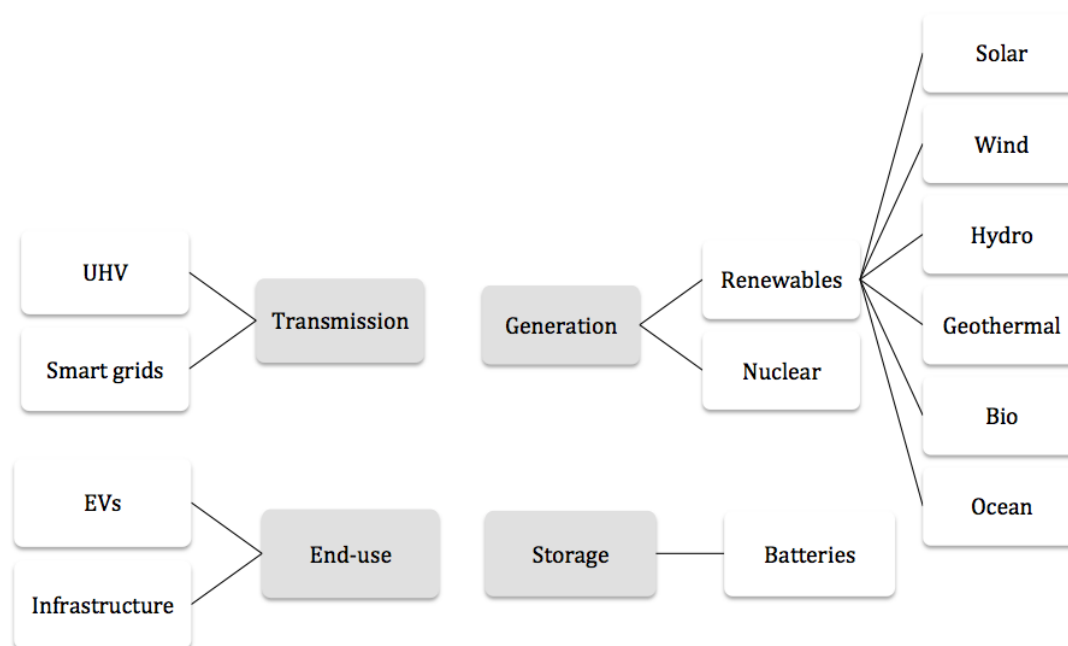 UHV
Smart grids
Transmission
Generation
Renewables
Nuclear
Solar
Wind
Hydro
Geothermal
Bio
Ocean
EVs
Infrastructure
End-use
Storage
Batteries